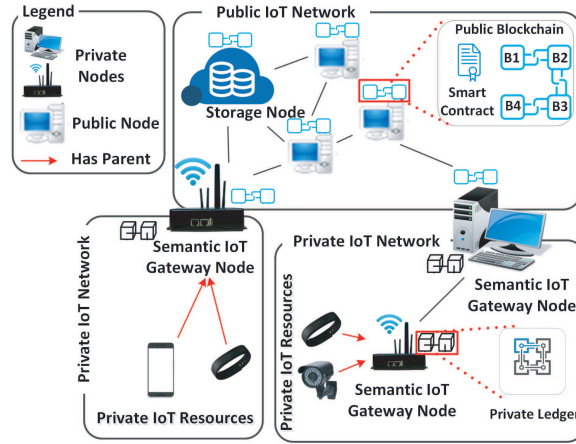 Legend
Private
Nodes
Public Node
Has Parent
Public IoT Network
Storage Node
Public Blockchain
Smart
Contract
B1
B2
B4
B3
Private IoT Network
Semantic IoT
Gateway Node
Private IoT Resources
Private IoT Network
Semantic IoT
Gateway Node
Private IoT Resources
Semantic IoT
Gateway Node
Private Ledger